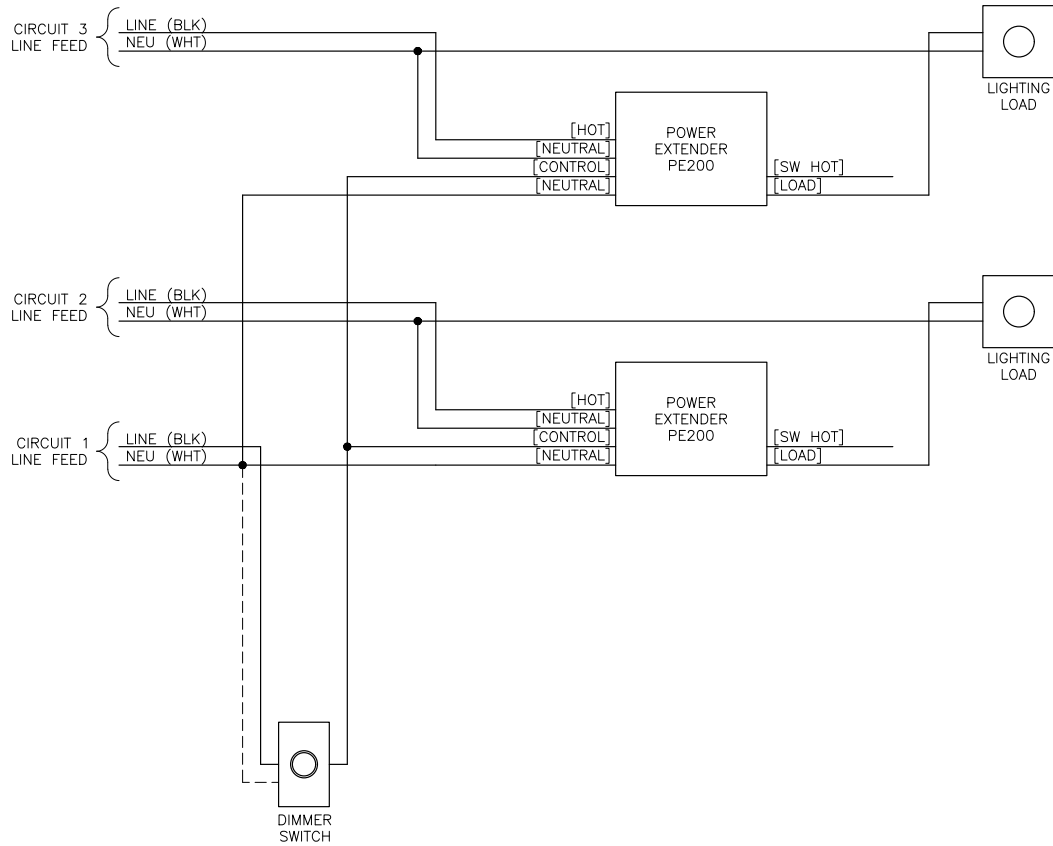 CIRCUIT 3
LINE FEED
LINE (BLK)
NEU (WHT)
LIGHTING
LOAD
[HOT]
[NEUTRAL]
[CONTROL]
[NEUTRAL]
POWER
EXTENDER
PE200
[SW HOT]
[LOAD]
CIRCUIT 2
LINE FEED
LINE (BLK)
NEU (WHT)
LIGHTING
LOAD
[HOT]
[NEUTRAL]
[CONTROL]
[NEUTRAL]
POWER
EXTENDER
PE200
[SW HOT]
[LOAD]
CIRCUIT 1
LINE FEED
LINE (BLK)
NEU (WHT)
DIMMER
SWITCH